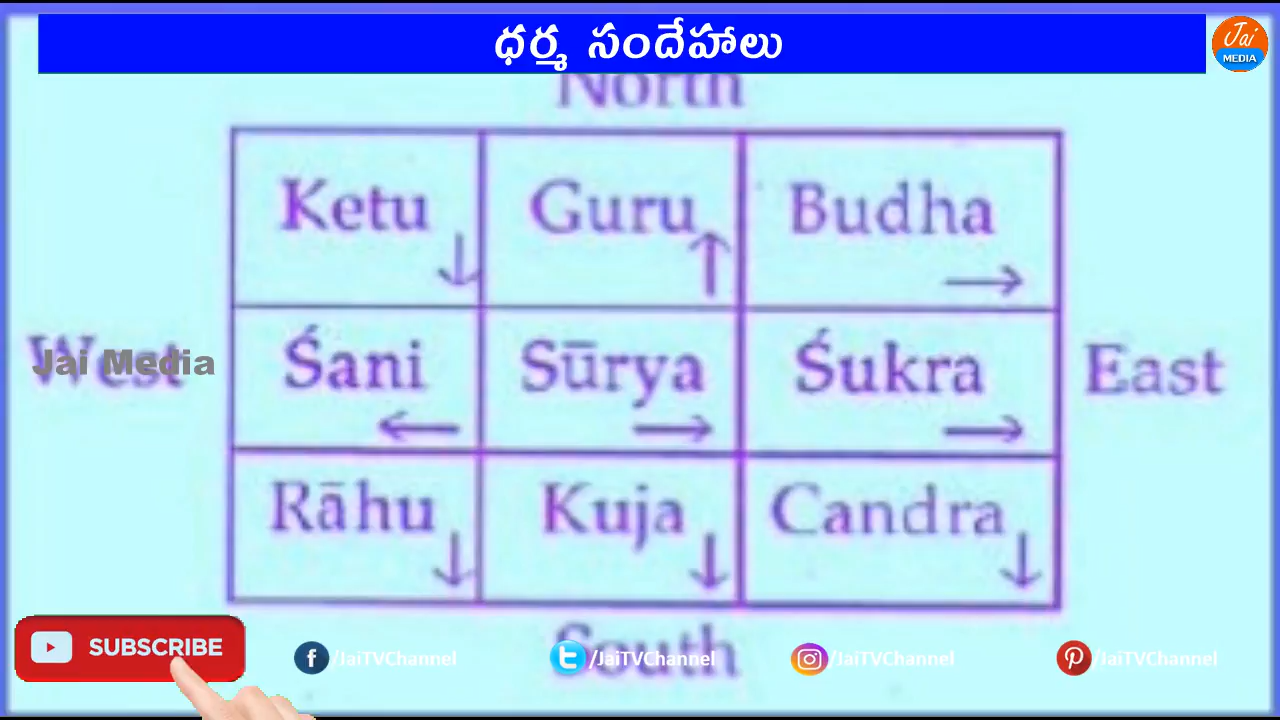 ధర్మ సందేహాలు
Jai
MEDIA
North
Ketu Guru Budha
West
Jai Media
Śani Sūrya Śukra
East
Rāhu Kuja Candra
South
SUBSCRIBE
/JaiTVChannel /JaiTVChannel /JaiTVChannel /JaiTVChannel